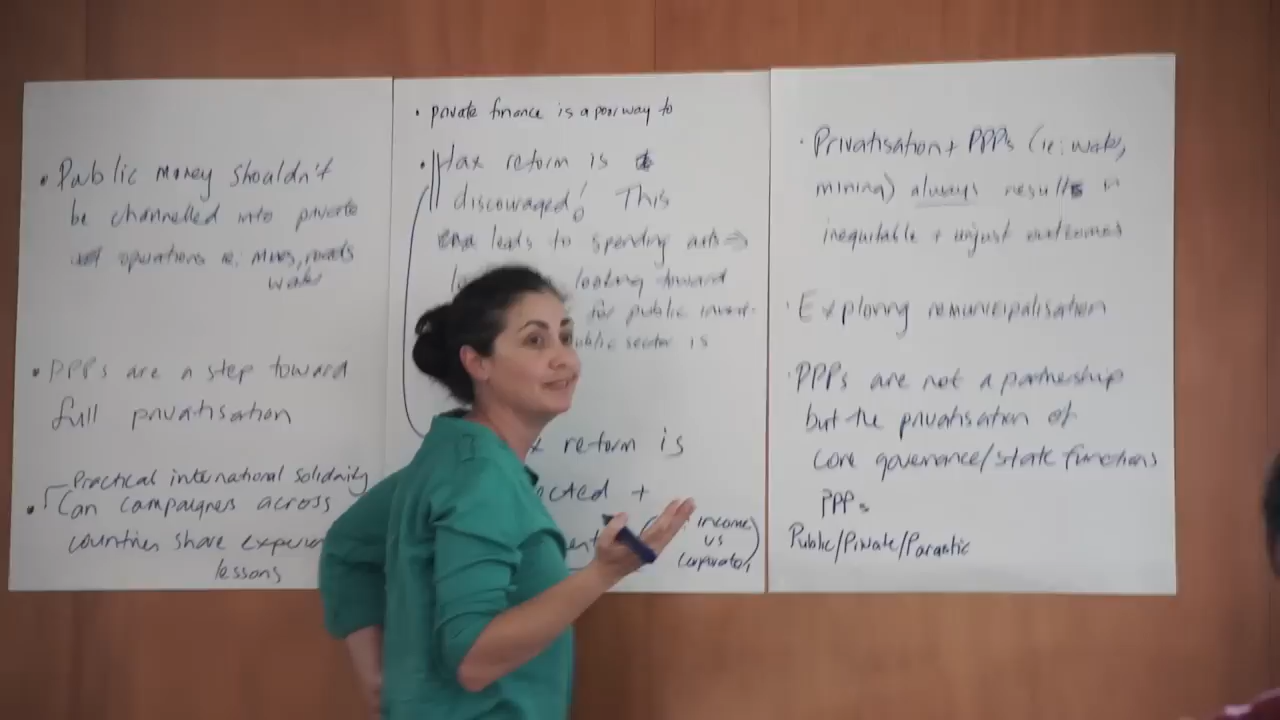 • Public money shouldn't
be channelled into private
operations ie. mines, roads
water
• PPPs are a step toward
full privatisation
Practical international solidarity
• Can campaigners across
countries share
lessons
• private finance is a poor way to
• tax reform is
discouraged! This
leads to spending
looking toward
for public invest-
public sector is
reform is
+
income
vs
corporate
• Privatisation + PPPs (ie: water,
mining) always results in
inequitable + unjust outcomes
• Exploring remunicipalisation
• PPPs are not a partnership
but the privatisation of
core governance/state functions
PPPs
Public/Private/Parasitic